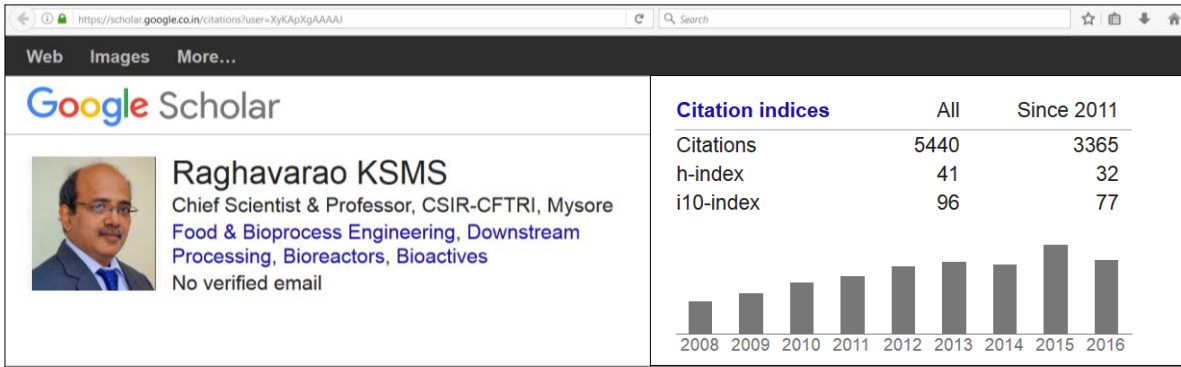 https://scholar.google.co.in/citations?user=XyKApXgAAAAJ
Search
Web Images More...
Google Scholar
Raghavarao KSMS
Chief Scientist & Professor, CSIR-CFTRI, Mysore
Food & Bioprocess Engineering, Downstream
Processing, Bioreactors, Bioactives
No verified email
Citation indices All Since 2011
Citations 5440 3365
h-index 41 32
i10-index 96 77
2008 2009 2010 2011 2012 2013 2014 2015 2016